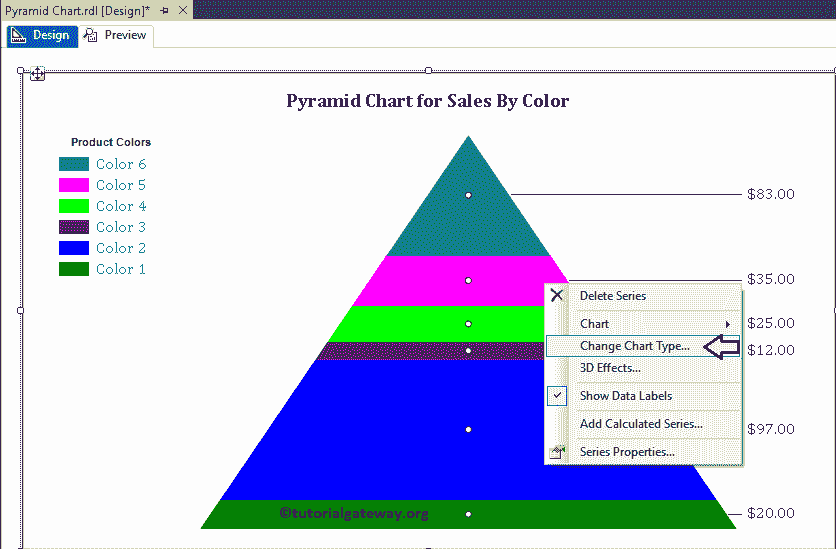 Pyramid Chart.rdl [Design]*
Design
Preview
Pyramid Chart for Sales By Color
Product Colors
Color 6
Color 5
Color 4
Color 3
Color 2
Color 1
$83.00
$35.00
$25.00
$12.00
$97.00
$20.00
Delete Series
Chart
Change Chart Type...
3D Effects...
Show Data Labels
Add Calculated Series...
Series Properties...
©tutorialgateway.org